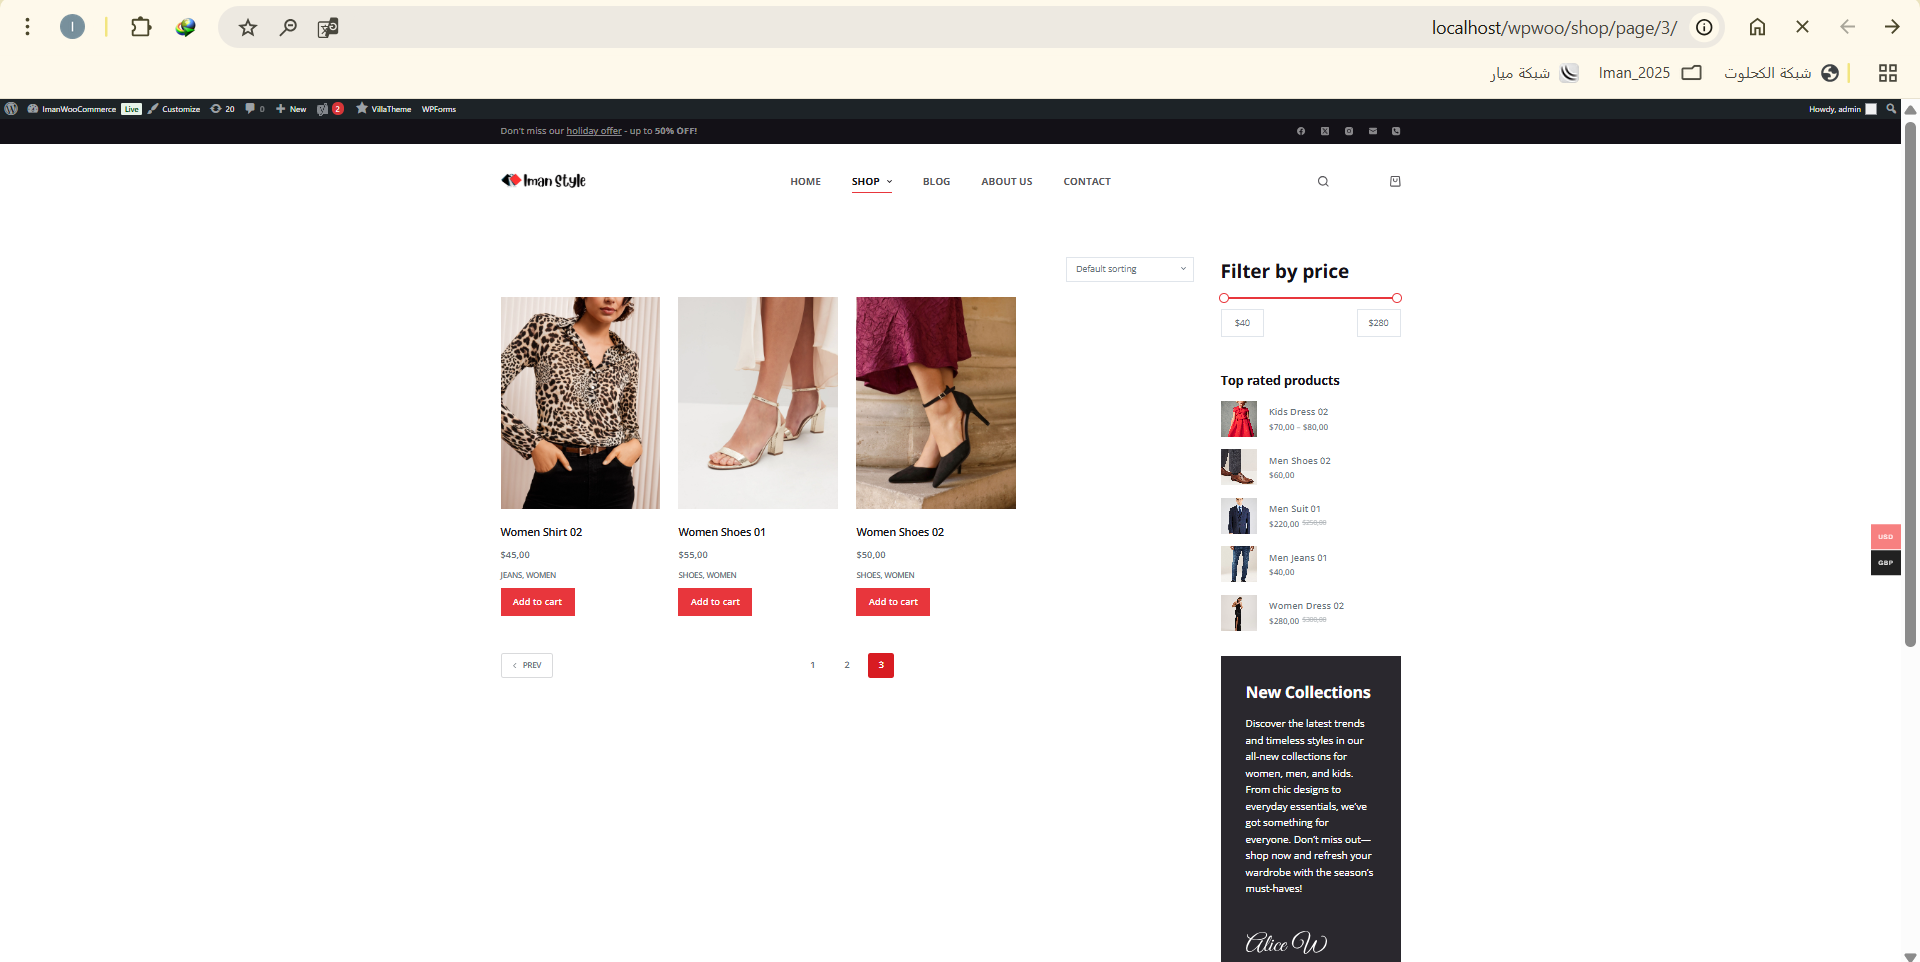 I
localhost/wpwoo/shop/page/3/
شبكة الكحلوت
Iman_2025
شبكة ميار
ImanWooCommerce Live Customize 20 0 New 2 VillaTheme WPForms Howdy, admin
Don't miss our holiday offer - up to 50% OFF!
Iman Style
HOME SHOP BLOG ABOUT US CONTACT
Default sorting
Women Shirt 02
$45,00
JEANS, WOMEN
Add to cart
Women Shoes 01
$55,00
SHOES, WOMEN
Add to cart
Women Shoes 02
$50,00
SHOES, WOMEN
Add to cart
PREV 1 2 3
Filter by price
$40 $280
Top rated products
Kids Dress 02
$70,00 – $80,00
Men Shoes 02
$60,00
Men Suit 01
$220,00 $250,00
Men Jeans 01
$40,00
Women Dress 02
$280,00 $300,00
New Collections
Discover the latest trends
and timeless styles in our
all-new collections for
women, men, and kids.
From chic designs to
everyday essentials, we've
got something for
everyone. Don't miss out—
shop now and refresh your
wardrobe with the season's
must-haves!
Alice W
USD
GBP